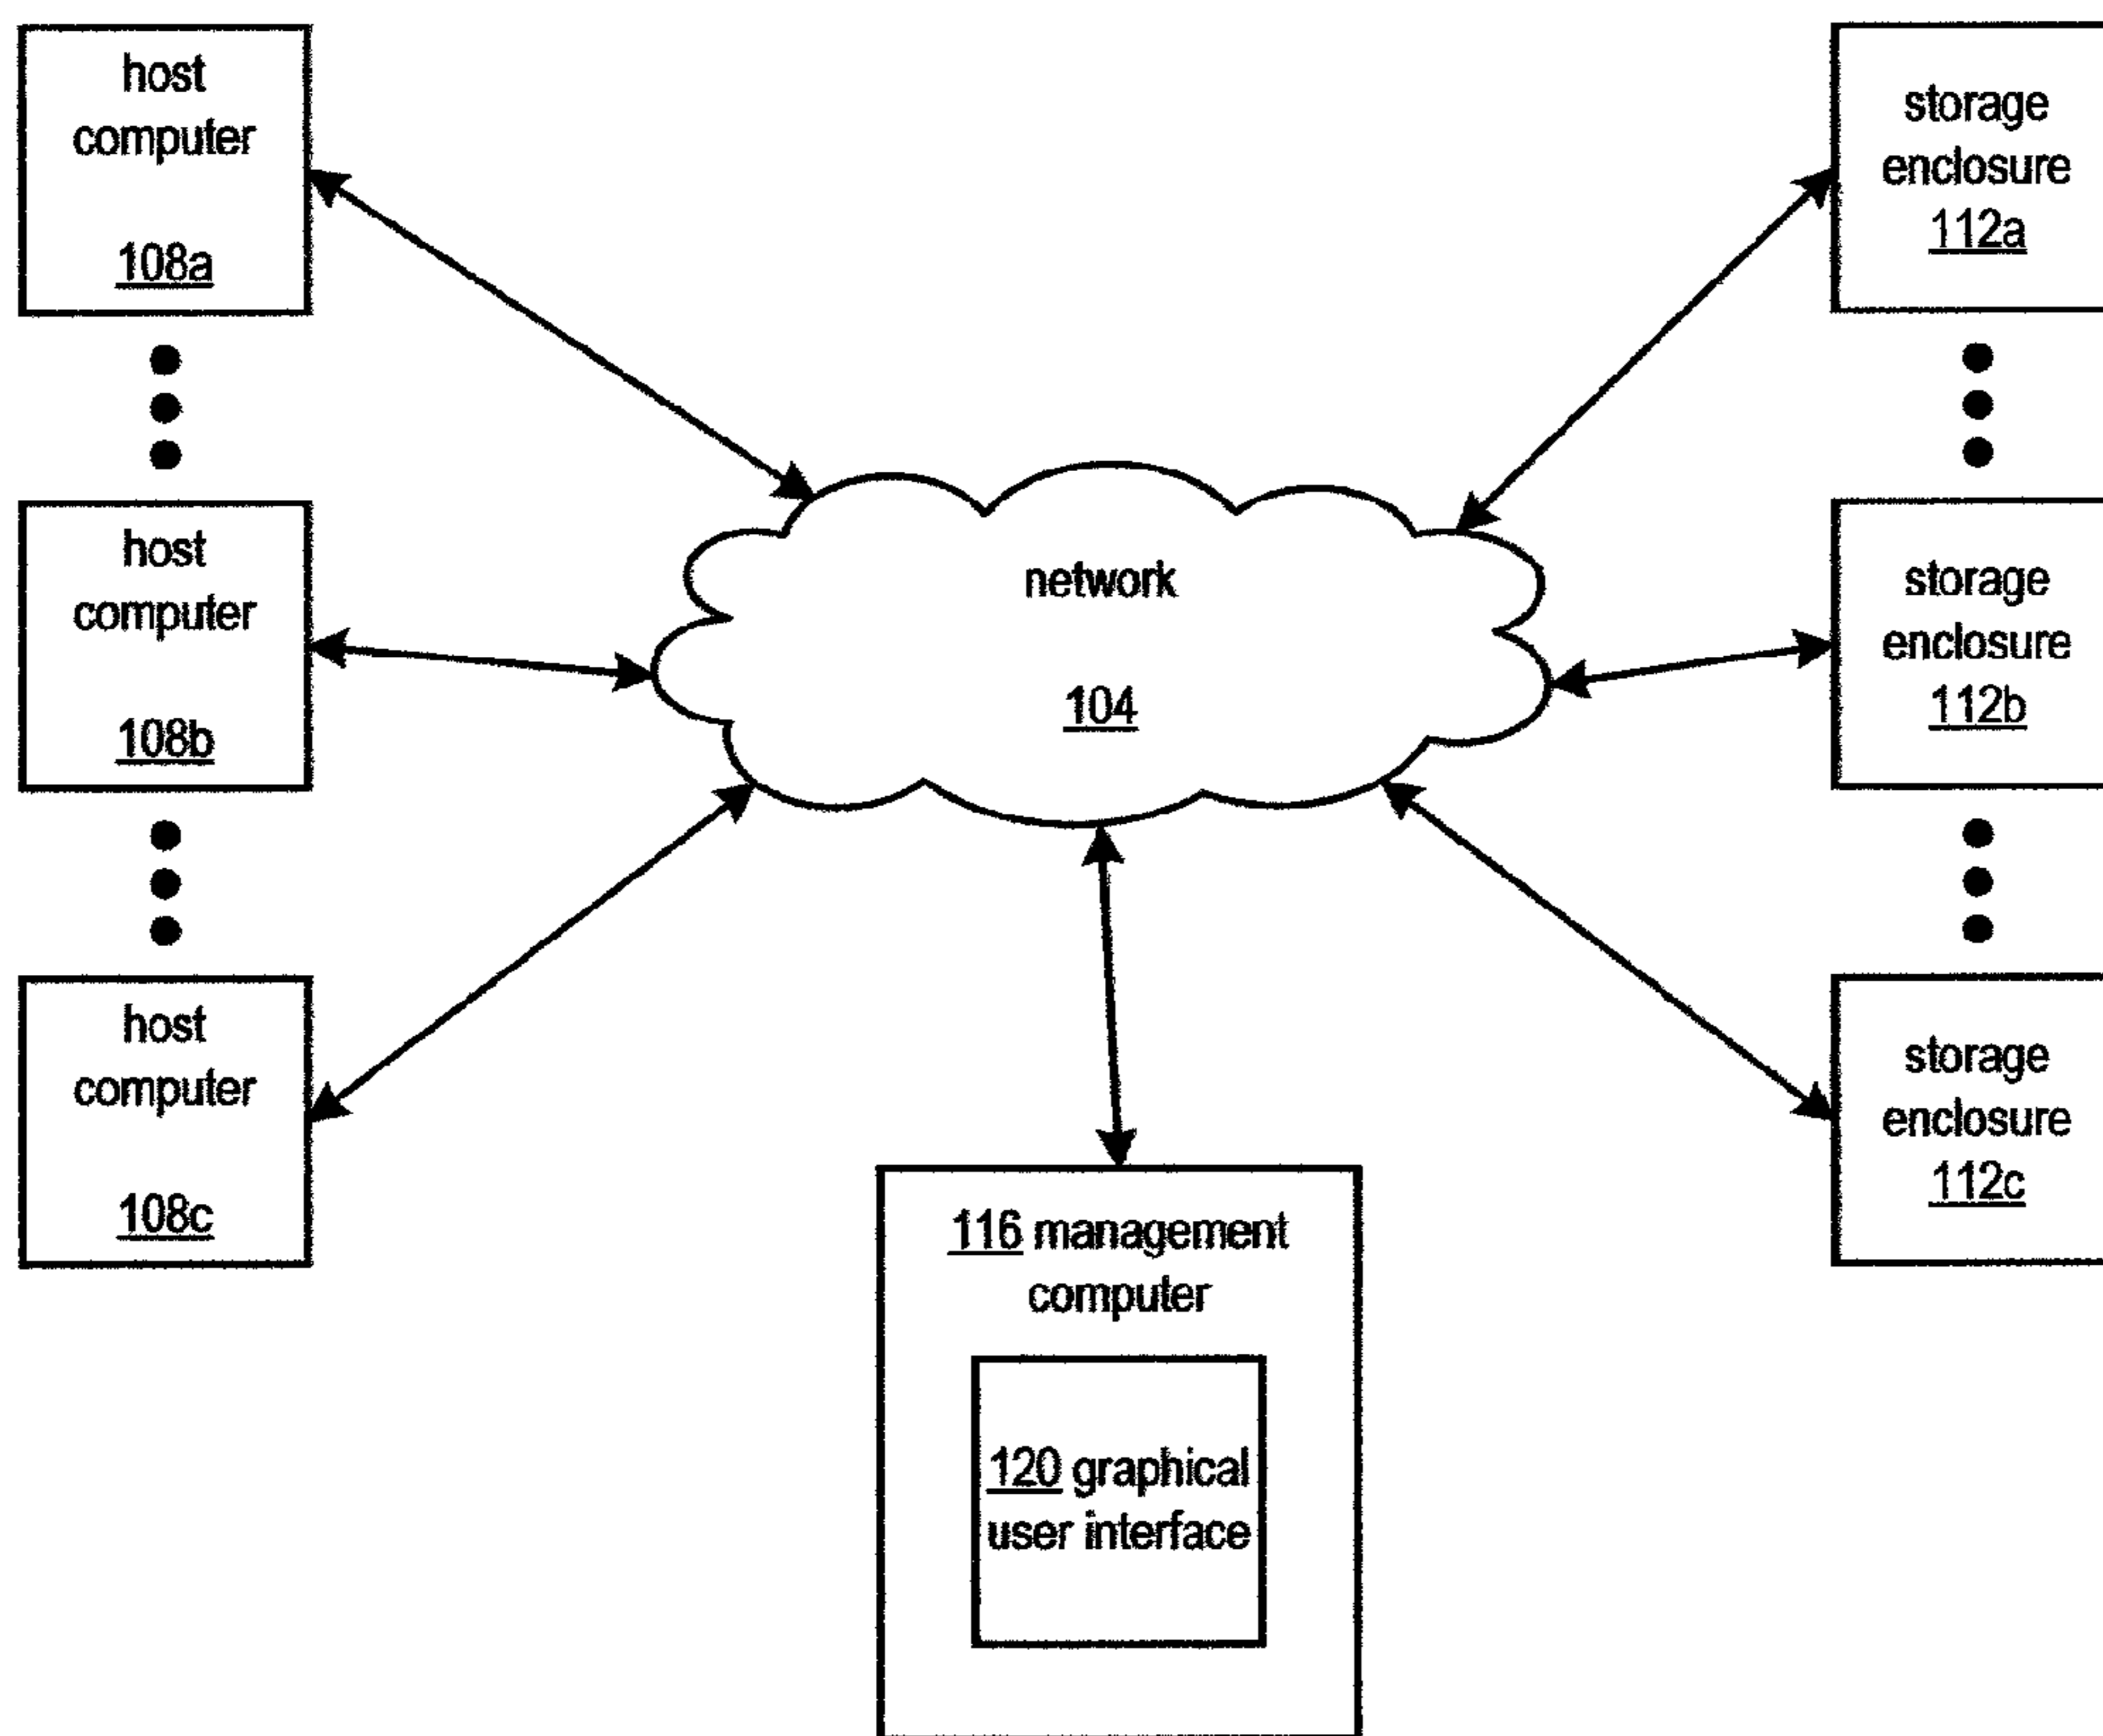 host
computer
108a
storage
enclosure
112a
host
computer
108b
network
104
storage
enclosure
112b
host
computer
108c
storage
enclosure
112c
116 management
computer
120 graphical
user interface